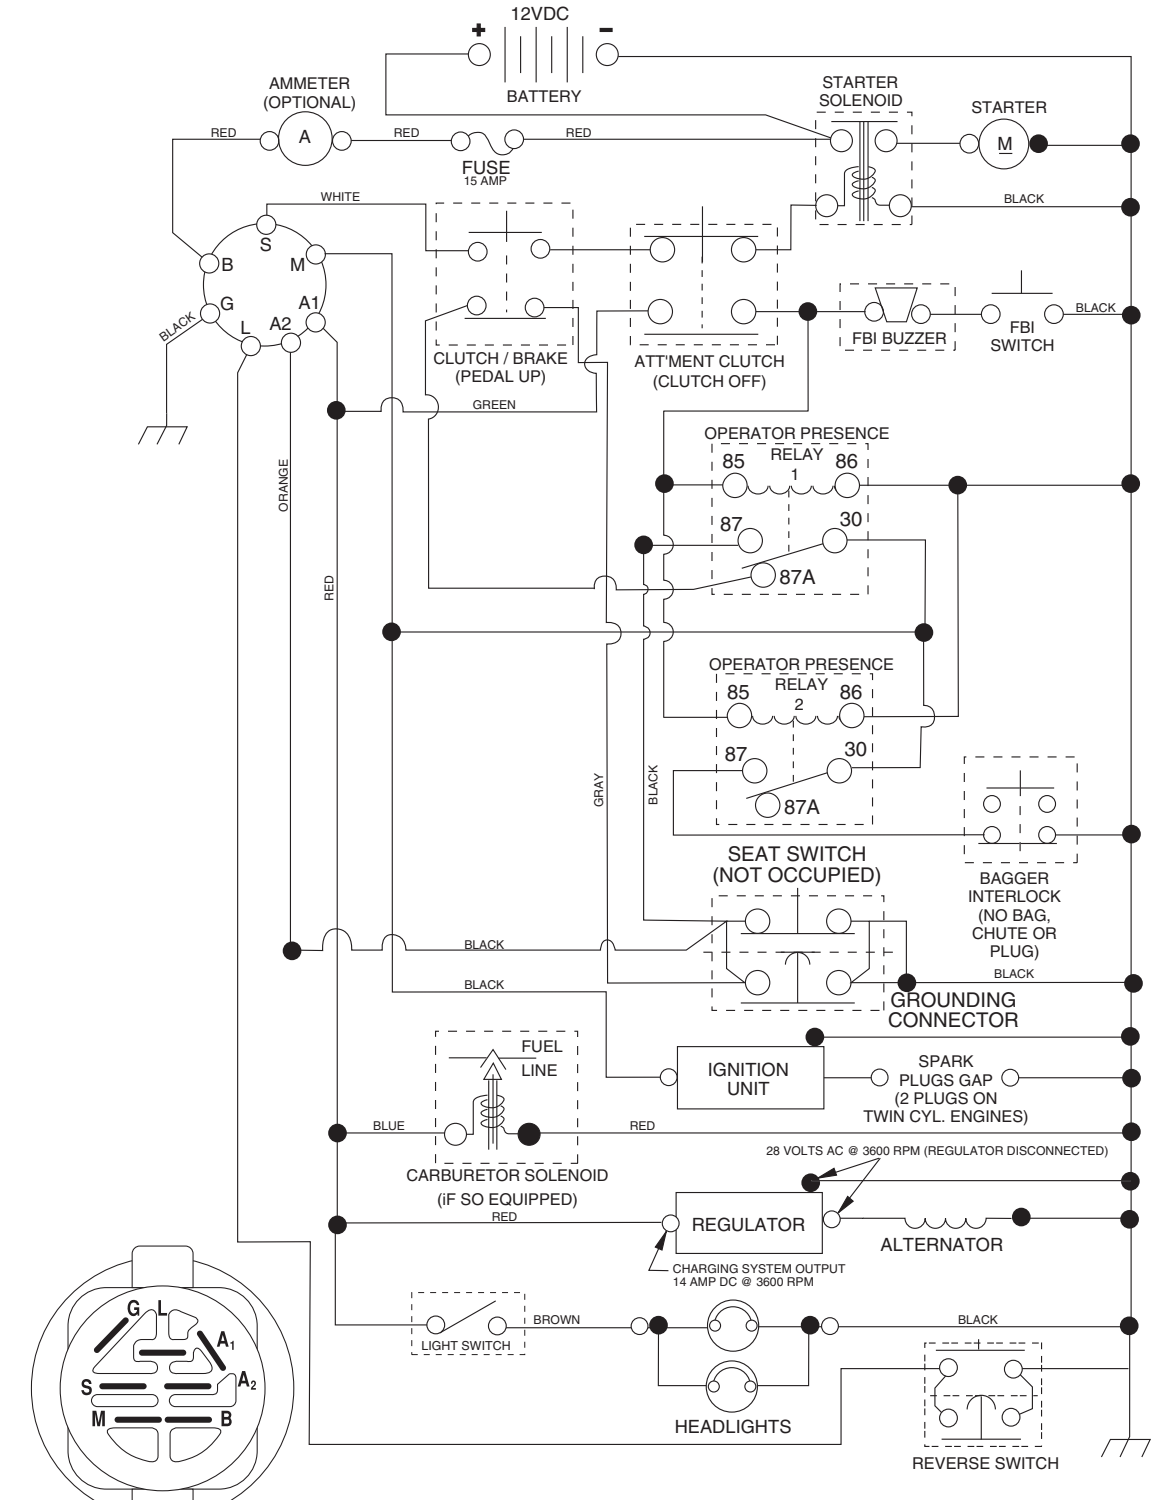 12VDC
+ −
BATTERY
AMMETER
(OPTIONAL)
STARTER
SOLENOID
STARTER
RED
A
RED
FUSE
15 AMP
RED
M
WHITE
BLACK
S
B
M
G
A1
A2
L
BLACK
CLUTCH / BRAKE
(PEDAL UP)
ATT'MENT CLUTCH
(CLUTCH OFF)
FBI BUZZER
FBI
SWITCH
BLACK
GREEN
OPERATOR PRESENCE
RELAY
1
85
86
87
30
87A
ORANGE
RED
OPERATOR PRESENCE
RELAY
2
85
86
87
30
87A
GRAY
BLACK
SEAT SWITCH
(NOT OCCUPIED)
BAGGER
INTERLOCK
(NO BAG,
CHUTE OR
PLUG)
BLACK
BLACK
BLACK
GROUNDING
CONNECTOR
FUEL
LINE
IGNITION
UNIT
SPARK
PLUGS GAP
(2 PLUGS ON
TWIN CYL. ENGINES)
BLUE
RED
CARBURETOR SOLENOID
(iF SO EQUIPPED)
28 VOLTS AC @ 3600 RPM (REGULATOR DISCONNECTED)
RED
REGULATOR
ALTERNATOR
CHARGING SYSTEM OUTPUT
14 AMP DC @ 3600 RPM
LIGHT SWITCH
BROWN
BLACK
HEADLIGHTS
REVERSE SWITCH
G L
A1
S
A2
M
B